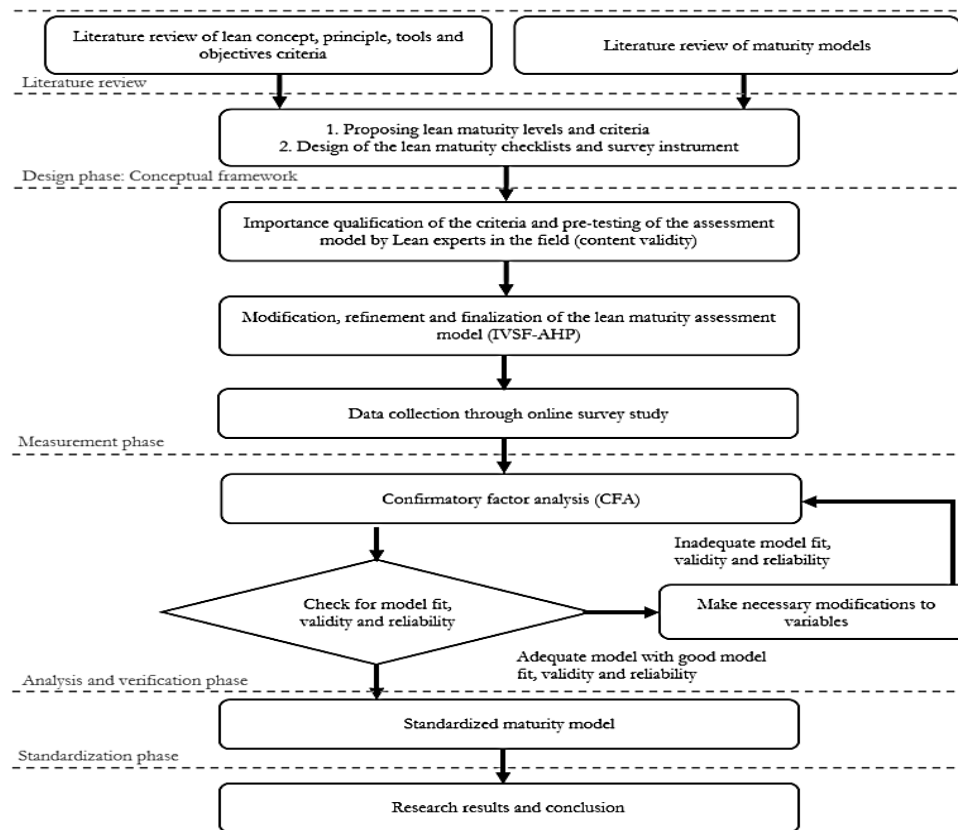 Literature review of lean concept, principle, tools and
objectives criteria
Literature review of maturity models
Literature review
1. Proposing lean maturity levels and criteria
2. Design of the lean maturity checklists and survey instrument
Design phase: Conceptual framework
Importance qualification of the criteria and pre-testing of the assessment
model by Lean experts in the field (content validity)
Modification, refinement and finalization of the lean maturity assessment
model (IVSF-AHP)
Data collection through online survey study
Measurement phase
Confirmatory factor analysis (CFA)
Inadequate model fit,
validity and reliability
Check for model fit,
validity and reliability
Make necessary modifications to
variables
Adequate model with good model
fit, validity and reliability
Analysis and verification phase
Standardized maturity model
Standardization phase
Research results and conclusion